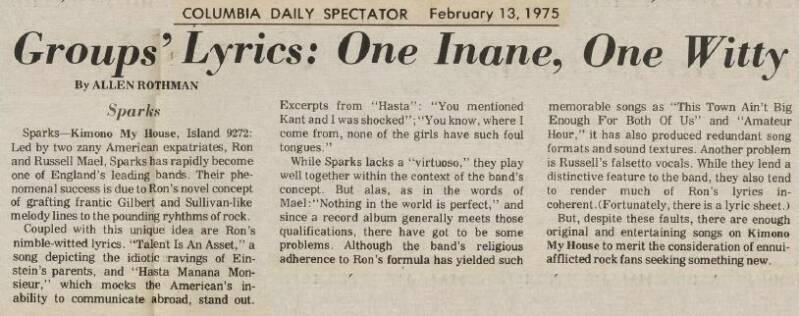 COLUMBIA DAILY SPECTATOR February 13, 1975
Groups' Lyrics: One Inane, One Witty
By ALLEN ROTHMAN
Sparks
Sparks—Kimono My House, Island 9272:
Led by two zany American expatriates, Ron
and Russell Mael, Sparks has rapidly become
one of England's leading bands. Their phe-
nomenal success is due to Ron's novel concept
of grafting frantic Gilbert and Sullivan-like
melody lines to the pounding ryhthms of rock.
Coupled with this unique idea are Ron's
nimble-witted lyrics. "Talent Is An Asset," a
song depicting the idiotic ravings of Ein-
stein's parents, and "Hasta Manana Mon-
sieur," which mocks the American's in-
ability to communicate abroad, stand out.
Excerpts from "Hasta": "You mentioned
Kant and I was shocked"; "You know, where I
come from, none of the girls have such foul
tongues."
While Sparks lacks a "virtuoso," they play
well together within the context of the band's
concept. But alas, as in the words of
Mael: "Nothing in the world is perfect," and
since a record album generally meets those
qualifications, there have got to be some
problems. Although the band's religious
adherence to Ron's formula has yielded such
memorable songs as "This Town Ain't Big
Enough For Both Of Us" and "Amateur
Hour," it has also produced redundant song
formats and sound textures. Another problem
is Russell's falsetto vocals. While they lend a
distinctive feature to the band, they also tend
to render much of Ron's lyrics in-
coherent. (Fortunately, there is a lyric sheet.)
But, despite these faults, there are enough
original and entertaining songs on Kimono
My House to merit the consideration of ennui-
afflicted rock fans seeking something new.